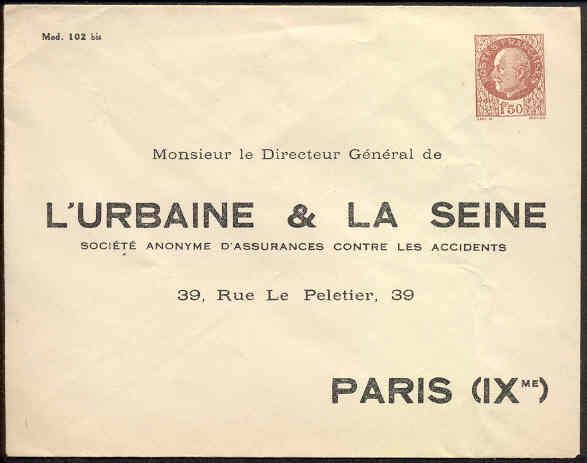 Mod. 102 bis
POSTES FRANÇAISES
1F50
Monsieur le Directeur Général de
L'URBAINE & LA SEINE
SOCIÉTÉ ANONYME D'ASSURANCES CONTRE LES ACCIDENTS
39, Rue Le Peletier, 39
PARIS (IXME)